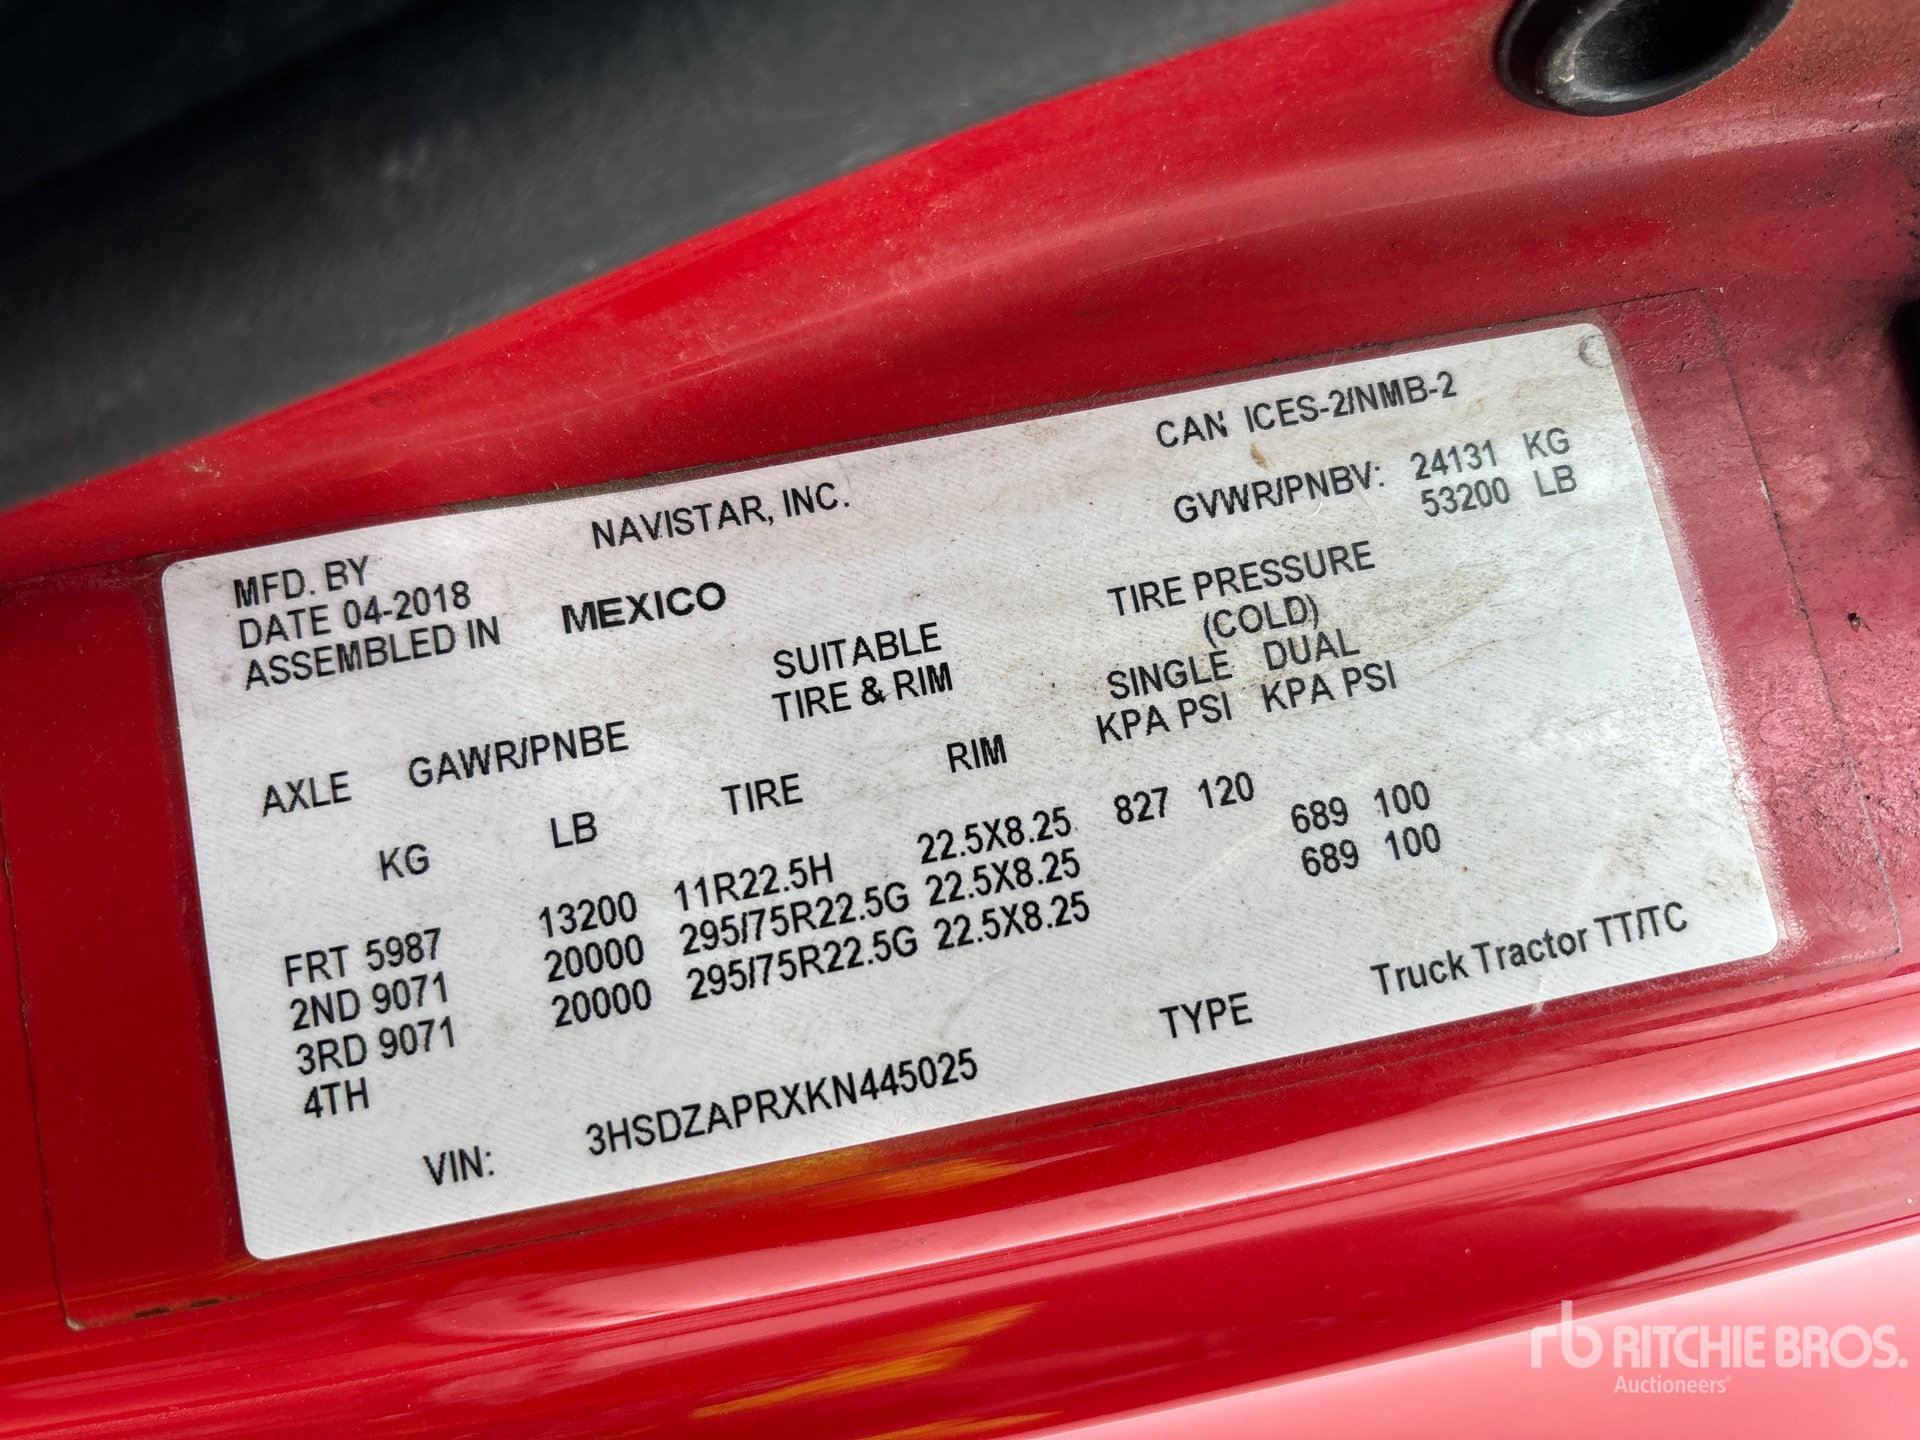 CAN ICES-2/NMB-2
NAVISTAR, INC.
GVWR/PNBV: 24131 KG
53200 LB
MFD. BY
DATE 04-2018
ASSEMBLED IN MEXICO
SUITABLE
TIRE & RIM
TIRE PRESSURE
(COLD)
SINGLE DUAL
KPA PSI KPA PSI
AXLE GAWR/PNBE
KG LB TIRE RIM
FRT 5987 13200 11R22.5H 22.5X8.25 827 120
2ND 9071 20000 295/75R22.5G 22.5X8.25 689 100
3RD 9071 20000 295/75R22.5G 22.5X8.25 689 100
4TH
VIN: 3HSDZAPRXKN445025 TYPE Truck Tractor TT/TC
rb RITCHIE BROS.
Auctioneers